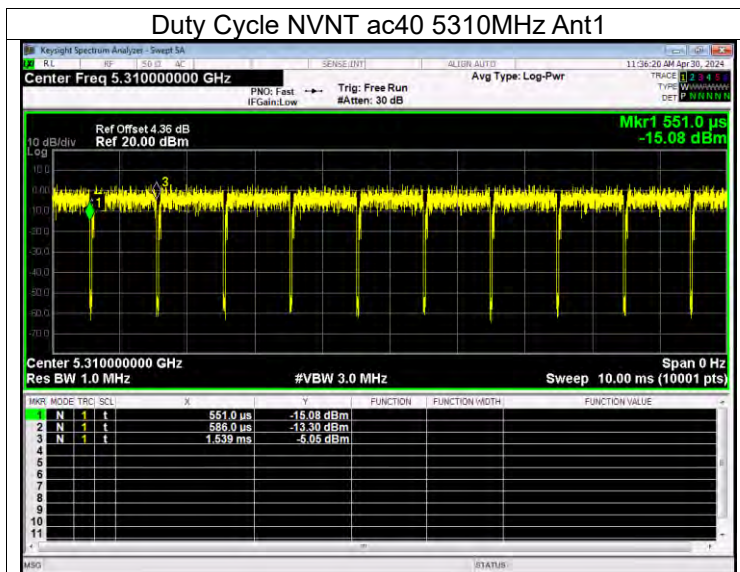 Duty Cycle NVNT ac40 5310MHz Ant1
Keysight Spectrum Analyzer - Swept SA
RL RF 50 Ω AC SENSE:INT ALIGN AUTO 11:36:20 AM Apr 30, 2024
Center Freq 5.310000000 GHz Avg Type: Log-Pwr TRACE 1 2 3 4 5 6
PNO: Fast Trig: Free Run TYPE
IFGain:Low #Atten: 30 dB DET P N N N N N
Mkr1 551.0 µs
Ref Offset 4.36 dB
10 dB/div Ref 20.00 dBm -15.08 dBm
Log
10.0
0.00
3
1
-10.0
-20.0
-30.0
-40.0
-50.0
-60.0
-70.0
Center 5.310000000 GHz Span 0 Hz
Res BW 1.0 MHz #VBW 3.0 MHz Sweep 10.00 ms (10001 pts)
MKR MODE TRC SCL X Y FUNCTION FUNCTION WIDTH FUNCTION VALUE
1 N 1 t 551.0 µs -15.08 dBm
2 N 1 t 586.0 µs -13.30 dBm
3 N 1 t 1.539 ms -5.05 dBm
4
5
6
7
8
9
10
11
MSG STATUS